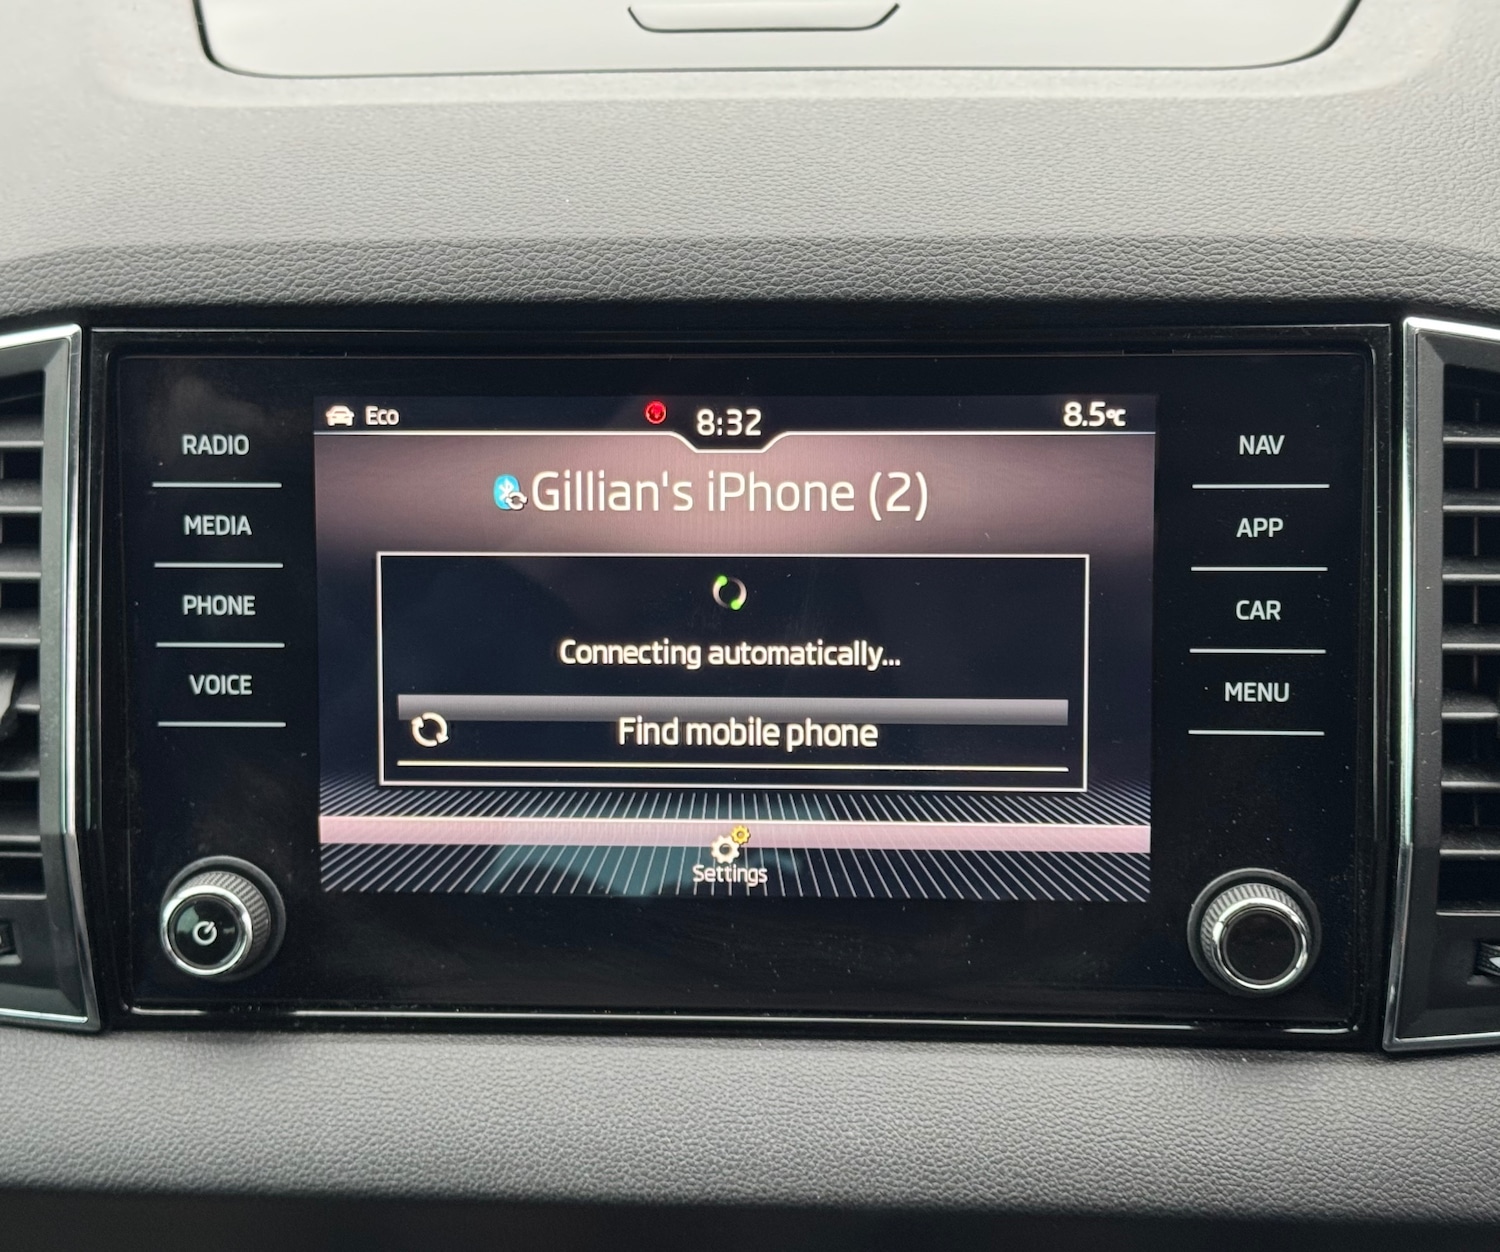 Eco
8:32
8.5°C
RADIO
MEDIA
PHONE
VOICE
Gillian's iPhone (2)
Connecting automatically...
Find mobile phone
Settings
NAV
APP
CAR
MENU